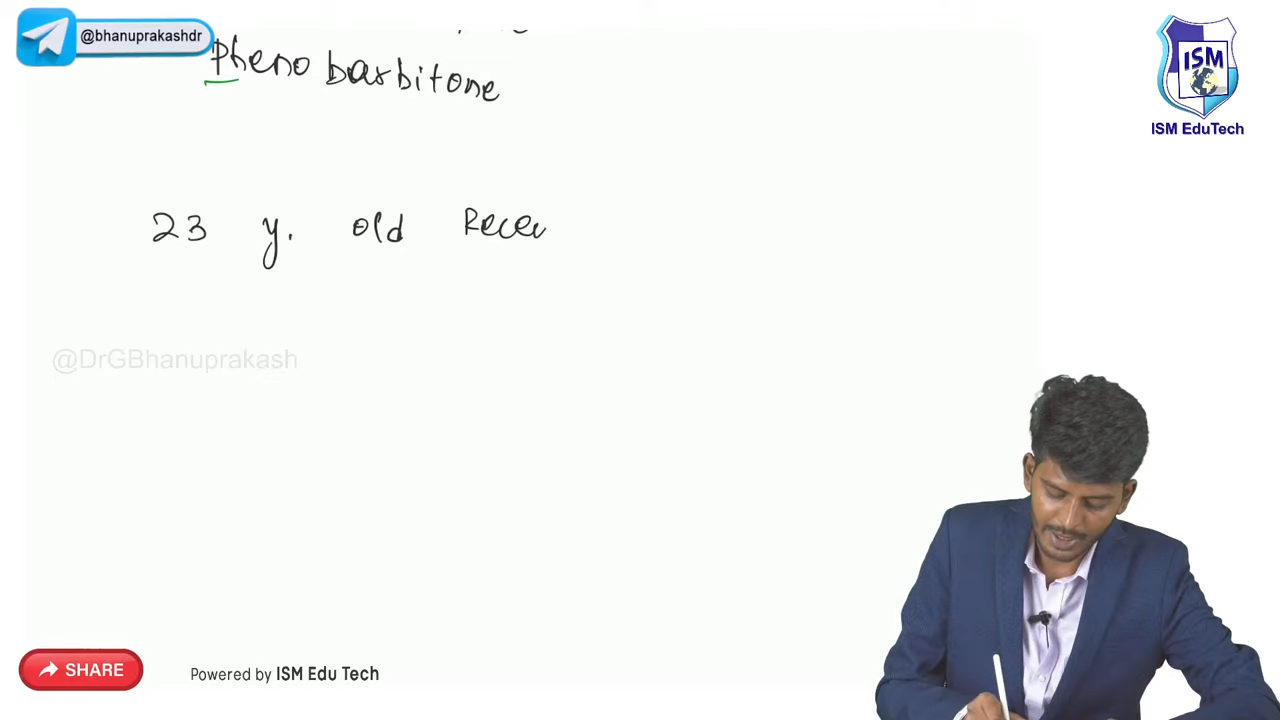 @bhanuprakashdr
ISM
ISM EduTech
Pheno barbitone
23 y. old Recei
@DrGBhanuprakash
SHARE
Powered by ISM Edu Tech